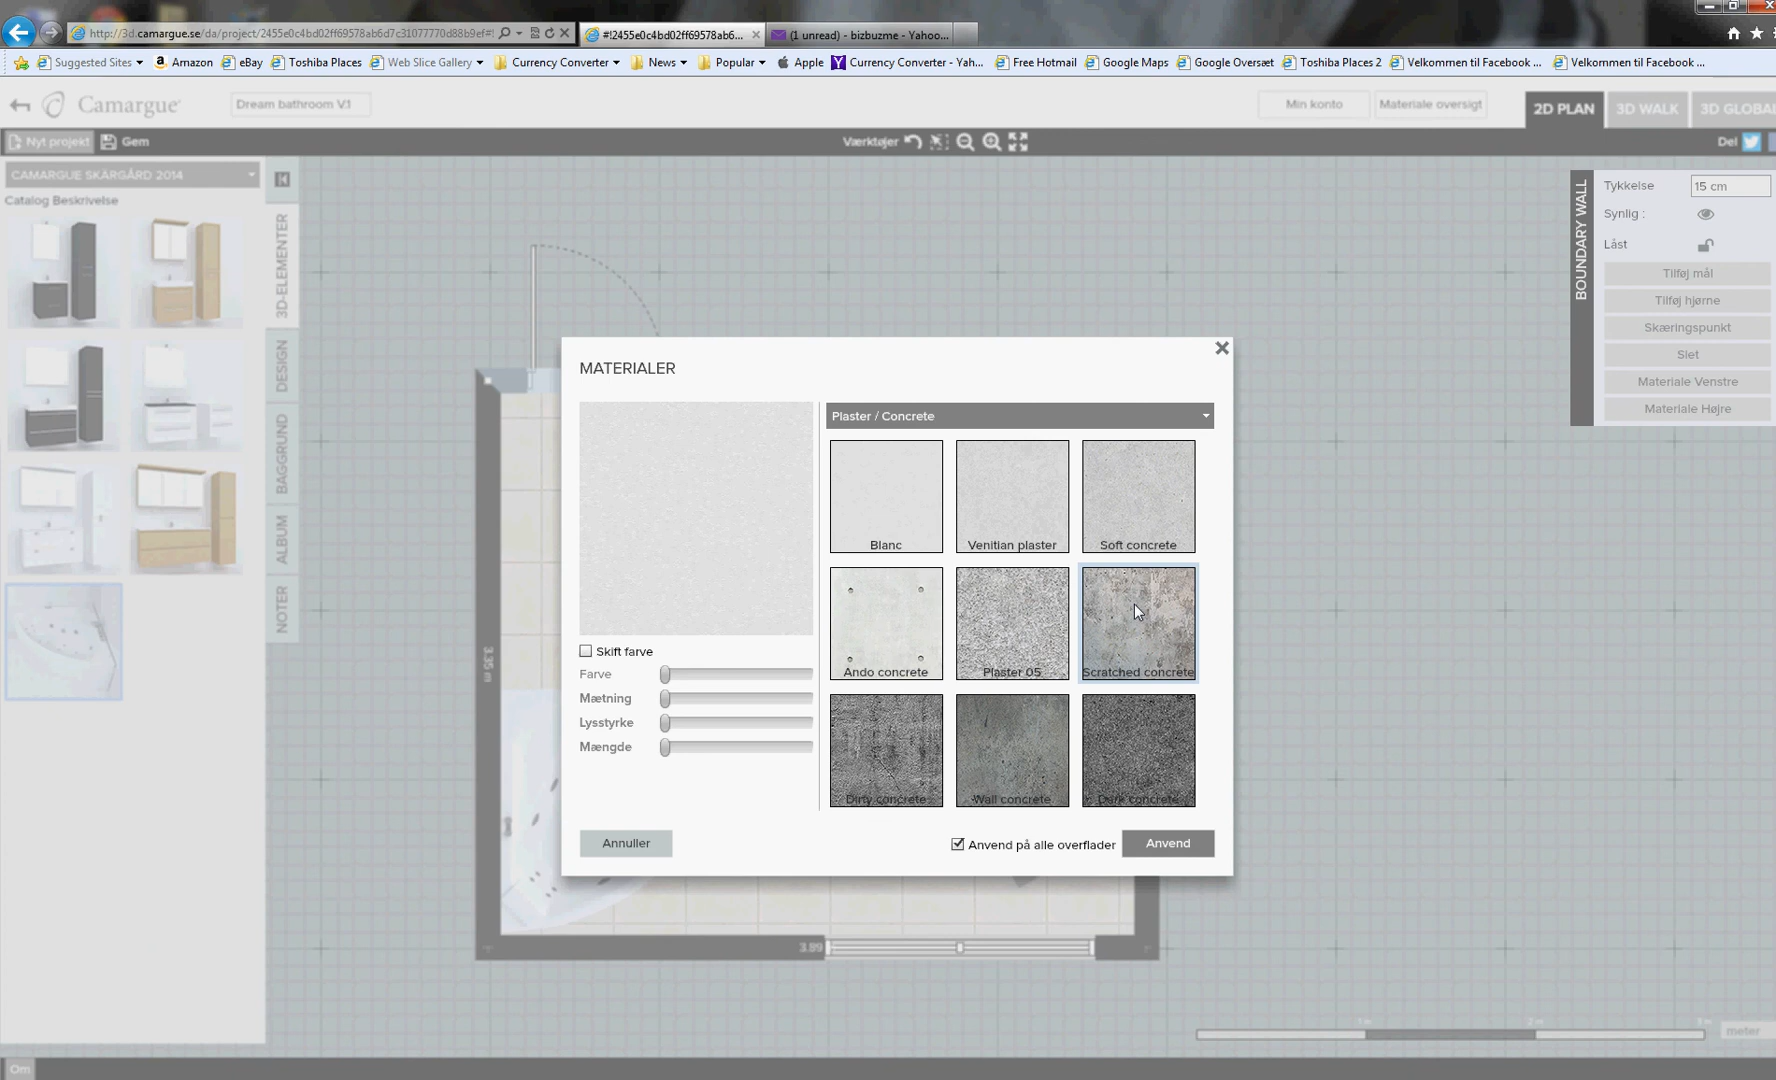 http://3d.camargue.se/da/project/2455e0c4bd02ff69578ab6d7c31077770d88b9ef#!
#!2455e0c4bd02ff69578ab6...
(1 unread) - bizbuzme - Yahoo...
Suggested Sites
Amazon
eBay
Toshiba Places
Web Slice Gallery
Currency Converter
News
Popular
Apple
Currency Converter - Yah...
Free Hotmail
Google Maps
Google Oversæt
Toshiba Places 2
Velkommen til Facebook ...
Velkommen til Facebook ...
Camargue
Dream bathroom V.1
Min konto
Materiale oversigt
2D PLAN
3D WALK
3D GLOBAL
Nyt projekt
Gem
Værktøjer
Del
CAMARGUE SKÄRGÅRD 2014
Catalog Beskrivelse
3D-ELEMENTER
DESIGN
BAGGRUND
ALBUM
NOTER
BOUNDARY WALL
Tykkelse
15 cm
Synlig :
Låst
Tilføj mål
Tilføj hjørne
Skæringspunkt
Slet
Materiale Venstre
Materiale Højre
MATERIALER
Plaster / Concrete
Blanc
Venitian plaster
Soft concrete
Ando concrete
Plaster 05
Scratched concrete
Dirty concrete
Wall concrete
Dark concrete
Skift farve
Farve
Mætning
Lysstyrke
Mængde
Annuller
Anvend på alle overflader
Anvend
3.35 m
3.89
1 m
2 m
3 m
meter
Om